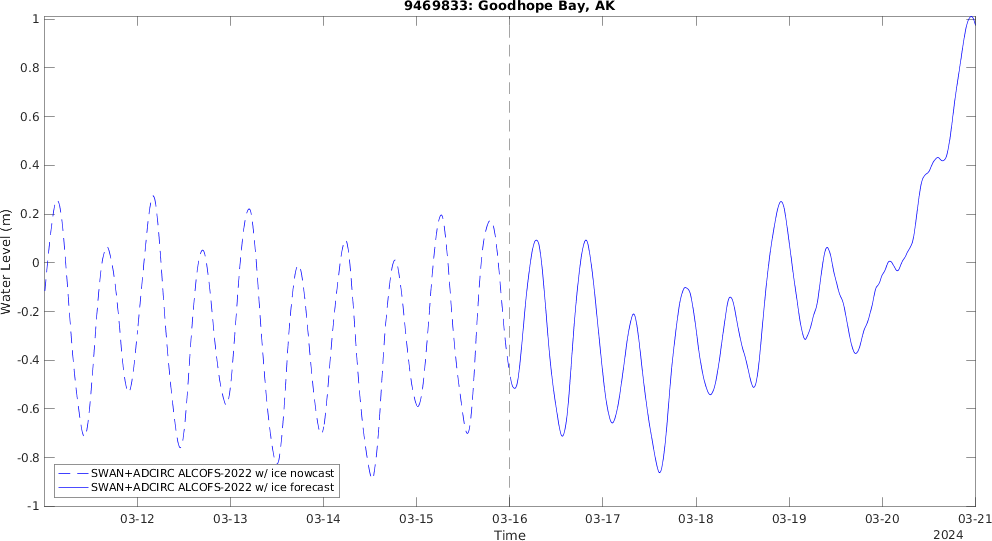 9469833: Goodhope Bay, AK
1
0.8
0.6
0.4
0.2
0
-0.2
-0.4
-0.6
-0.8
-1
Water Level (m)
SWAN+ADCIRC ALCOFS-2022 w/ ice nowcast
SWAN+ADCIRC ALCOFS-2022 w/ ice forecast
03-12 03-13 03-14 03-15 03-16 03-17 03-18 03-19 03-20 03-21
Time
2024